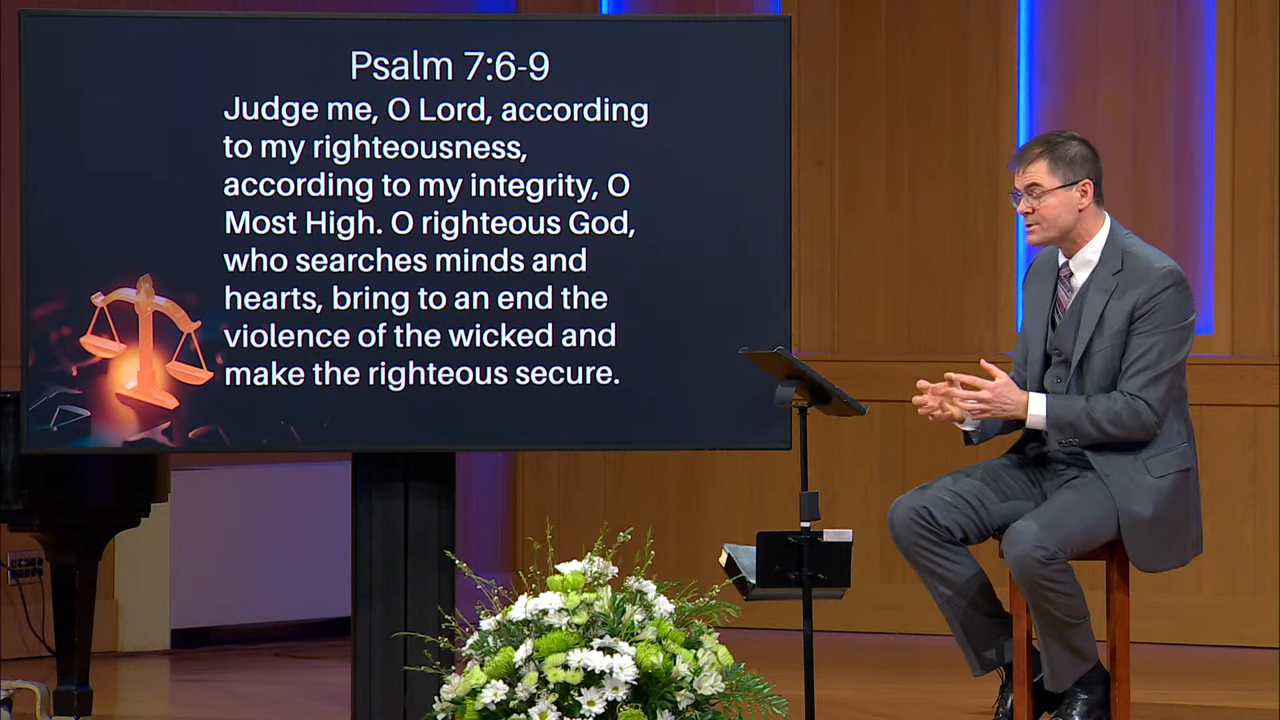 Psalm 7:6-9
Judge me, O Lord, according
to my righteousness,
according to my integrity, O
Most High. O righteous God,
who searches minds and
hearts, bring to an end the
violence of the wicked and
make the righteous secure.